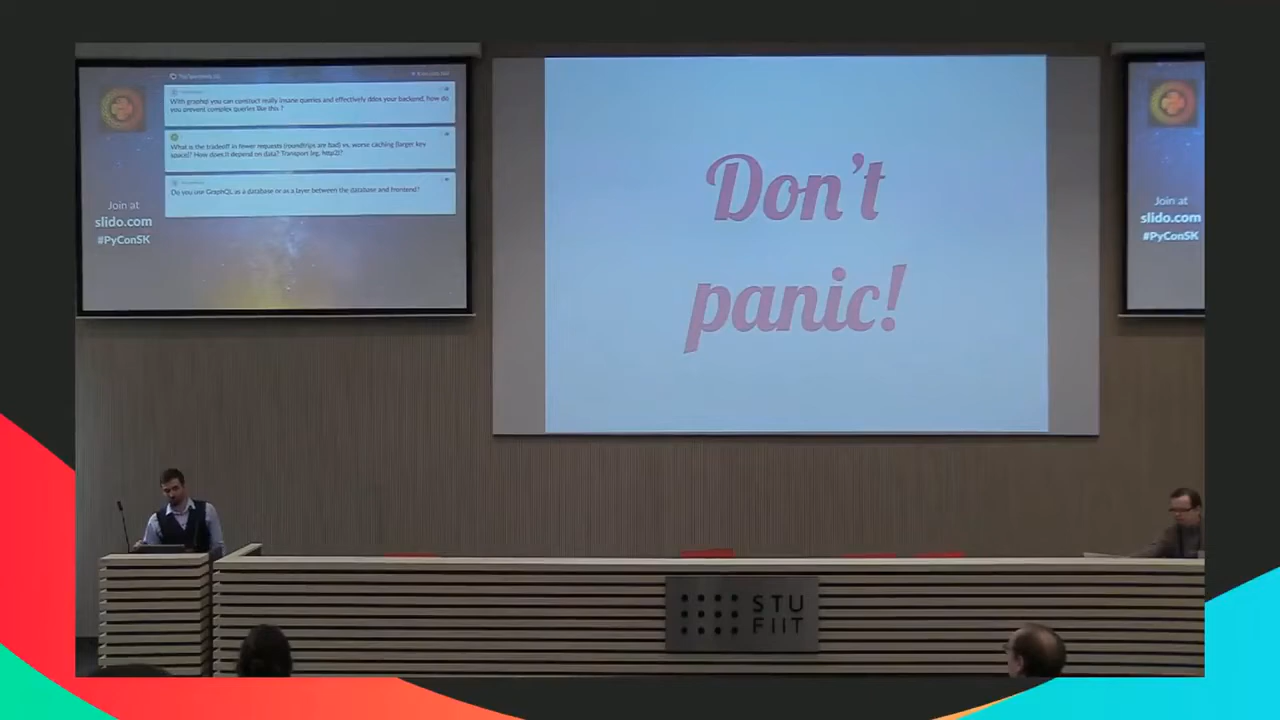 With graphql you can construct really insane queries and effectively ddos your backend, how do
you prevent complex queries like this ?
What is the tradeoff in fewer requests (roundtrips are bad) vs. worse caching (larger key
space)? How does it depend on data? Transport (eg. http2)?
Do you use GraphQL as a database or as a layer between the database and frontend?
Join at
slido.com
#PyConSK
Don't
panic!
Join at
slido.com
#PyConSK
STU
FIIT